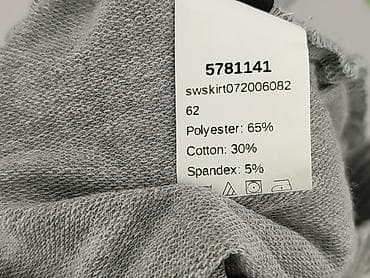 5781141
swskirt072006082
62
Polyester: 65%
Cotton: 30%
Spandex: 5%